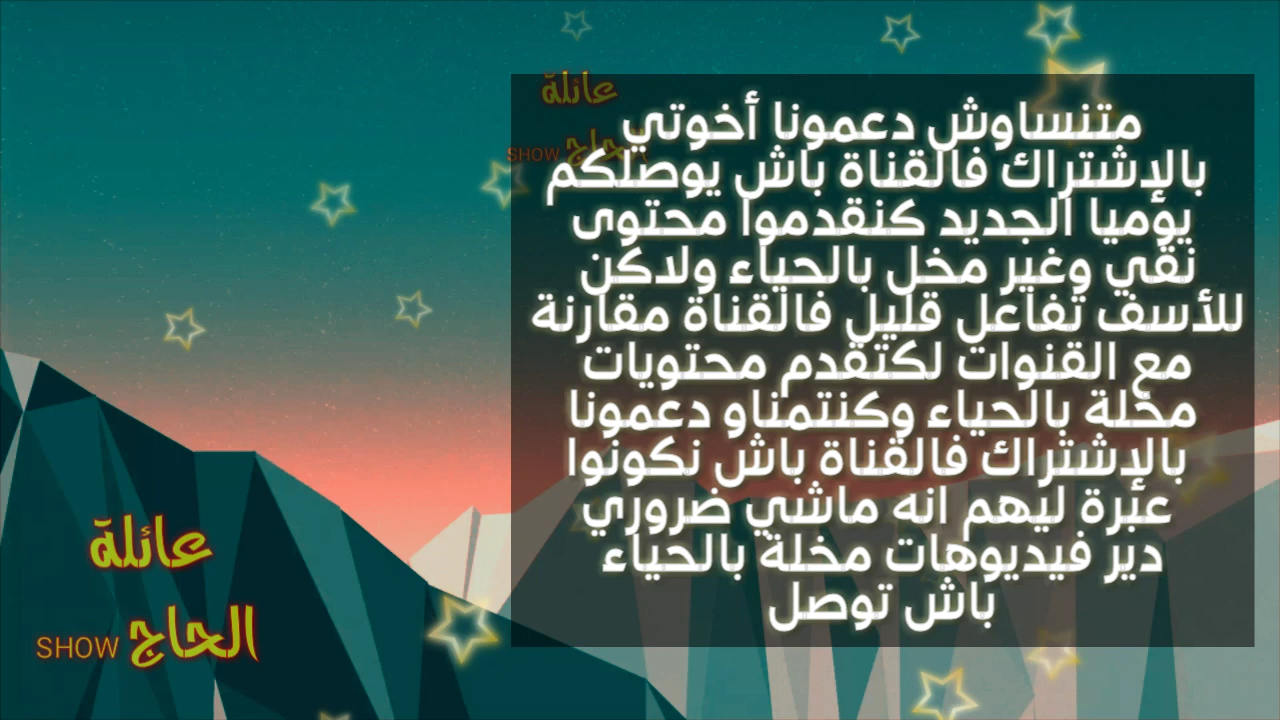 عائلة
الحاج SHOW
متنساوش دعمونا أخوتي
بالإشتراك فالقناة باش يوصلكم
يوميا الجديد كنقدموا محتوى
نقي وغير مخل بالحياء ولاكن
للأسف تفاعل قليل فالقناة مقارنة
مع القنوات لكتقدم محتويات
مخلة بالحياء وكنتمناو دعمونا
بالإشتراك فالقناة باش نكونوا
عبرة ليهم انه ماشي ضروري
دير فيديوهات مخلة بالحياء
باش توصل
عائلة
الحاج SHOW